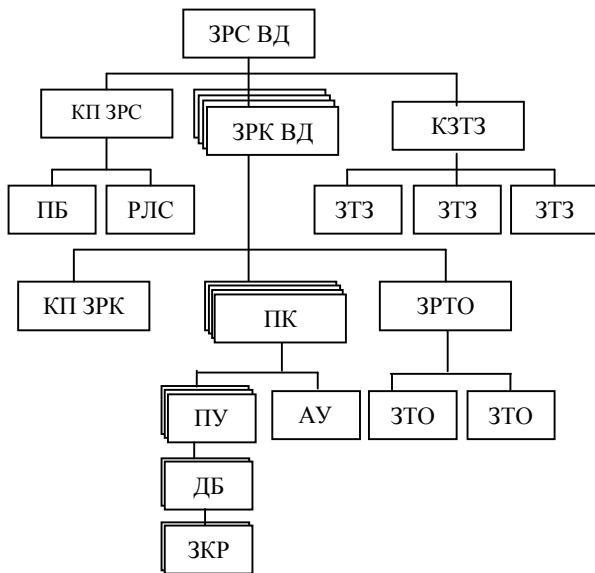 ЗРС ВД
КП ЗРС
ЗРК ВД
КЗТЗ
ПБ
РЛС
ЗТЗ
ЗТЗ
ЗТЗ
КП ЗРК
ПК
ЗРТО
ПУ
АУ
ЗТО
ЗТО
ДБ
ЗКР